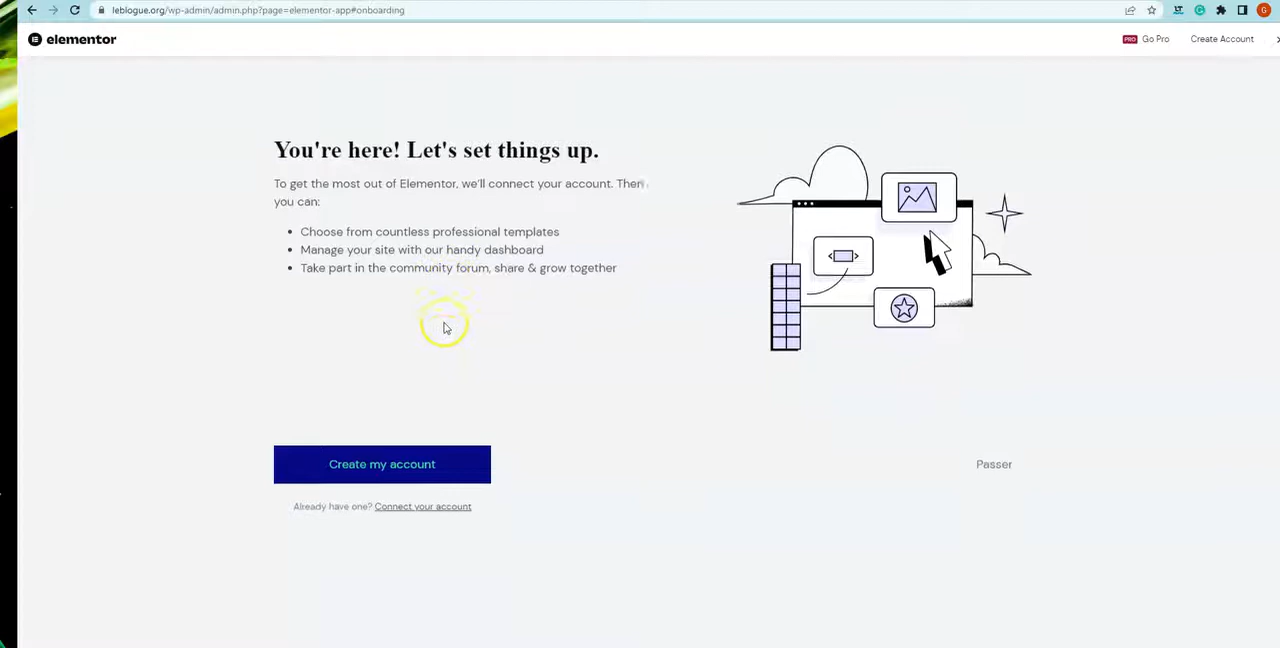 leblogue.org/wp-admin/admin.php?page=elementor-app#onboarding
LT
G
elementor
PRO Go Pro
Create Account
You're here! Let's set things up.
To get the most out of Elementor, we'll connect your account. Then
you can:
Choose from countless professional templates
Manage your site with our handy dashboard
Take part in the community forum, share & grow together
Create my account
Passer
Already have one? Connect your account